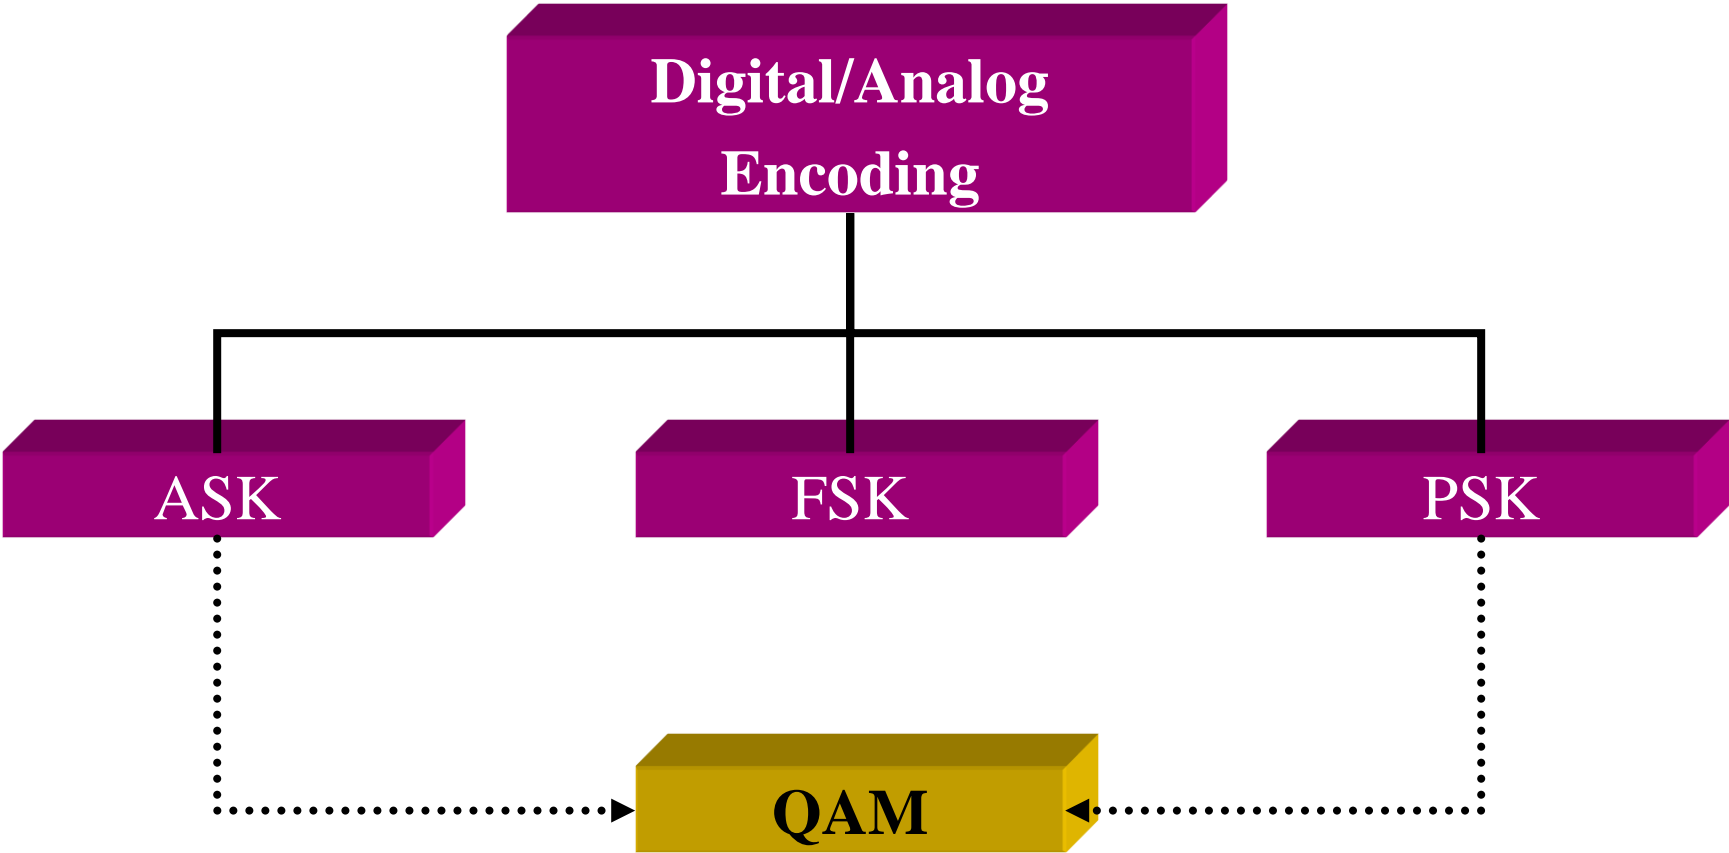 Digital/Analog
Encoding
ASK
FSK
PSK
QAM